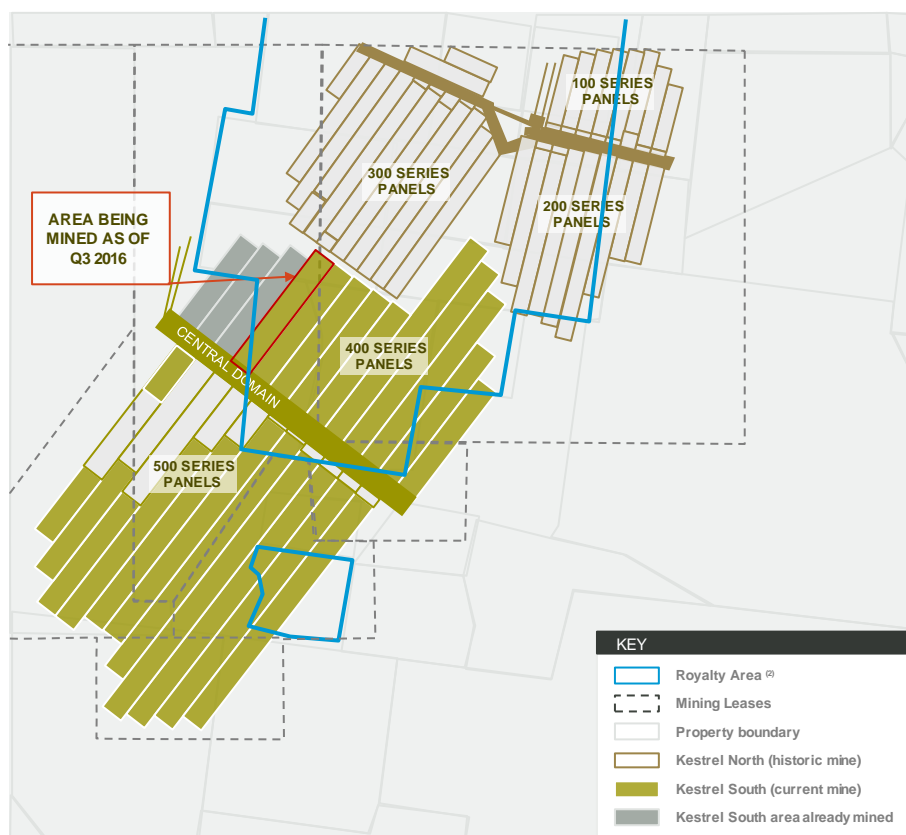 100 SERIES
PANELS
300 SERIES
PANELS
200 SERIES
PANELS
AREA BEING
MINED AS OF
Q3 2016
CENTRAL DOMAIN
400 SERIES
PANELS
500 SERIES
PANELS
KEY
Royalty Area (2)
Mining Leases
Property boundary
Kestrel North (historic mine)
Kestrel South (current mine)
Kestrel South area already mined